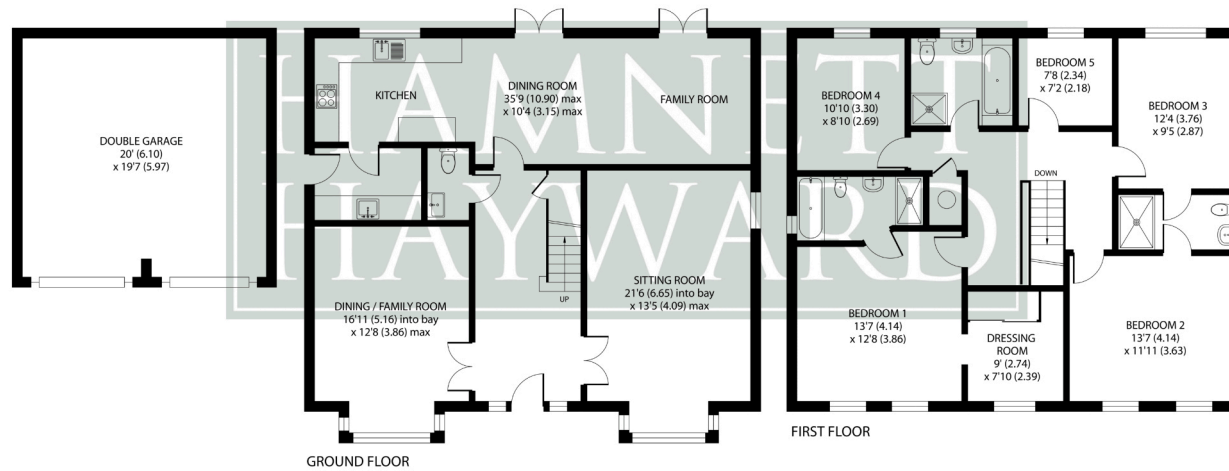 HAMNETT
HAYWARD
DOUBLE GARAGE
20' (6.10)
x 19'7 (5.97)
KITCHEN
DINING ROOM
35'9 (10.90) max
x 10'4 (3.15) max
FAMILY ROOM
DINING / FAMILY ROOM
16'11 (5.16) into bay
x 12'8 (3.86) max
UP
SITTING ROOM
21'6 (6.65) into bay
x 13'5 (4.09) max
GROUND FLOOR
BEDROOM 4
10'10 (3.30)
x 8'10 (2.69)
BEDROOM 5
7'8 (2.34)
x 7'2 (2.18)
BEDROOM 3
12'4 (3.76)
x 9'5 (2.87)
DOWN
BEDROOM 1
13'7 (4.14)
x 12'8 (3.86)
DRESSING
ROOM
9' (2.74)
x 7'10 (2.39)
BEDROOM 2
13'7 (4.14)
x 11'11 (3.63)
FIRST FLOOR